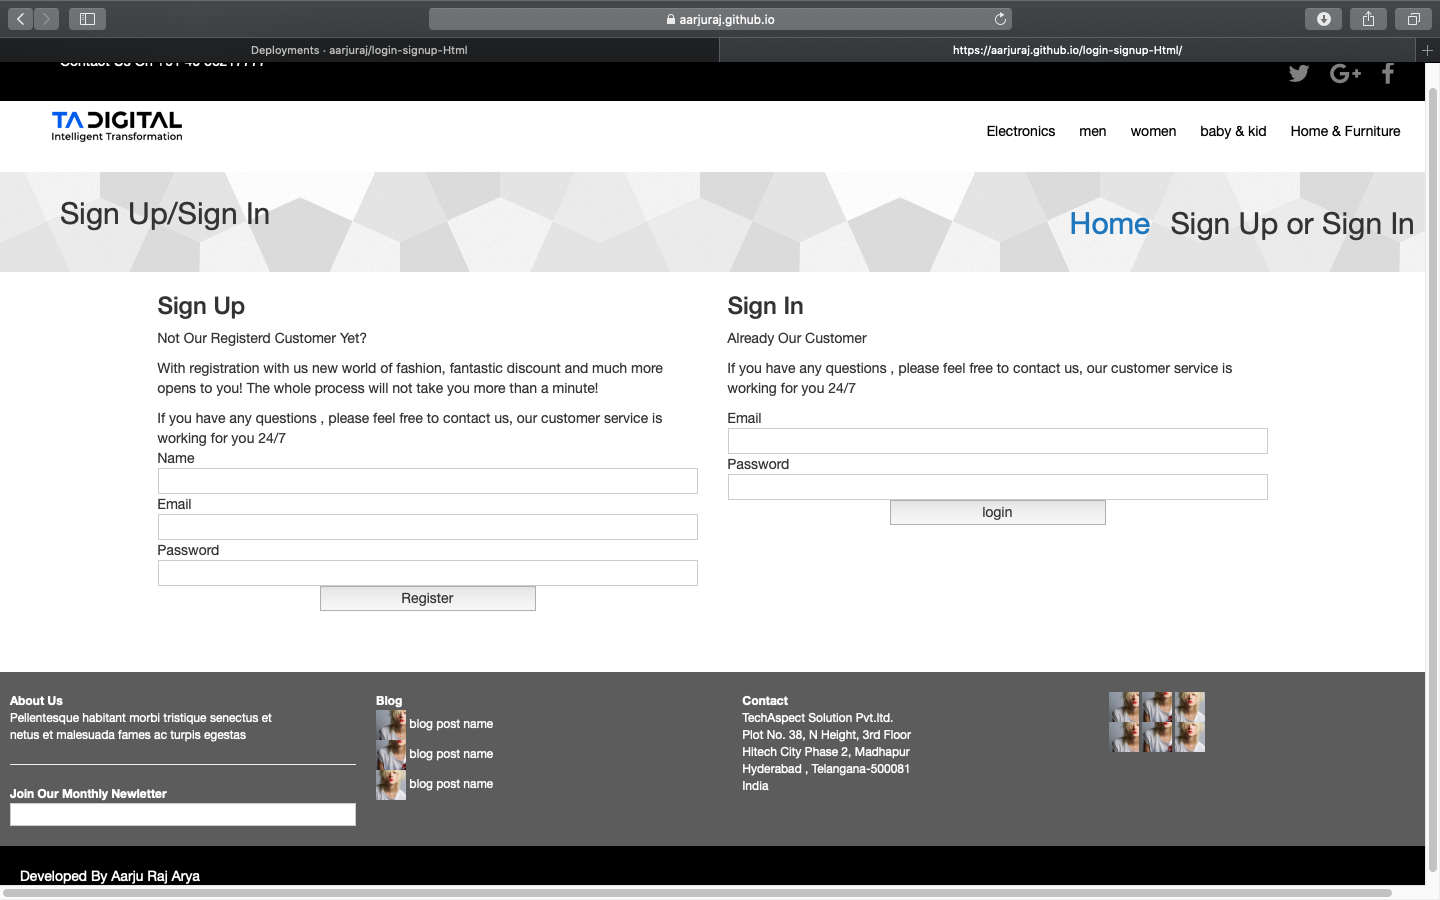 aarjuraj.github.io
Deployments · aarjuraj/login-signup-Html
https://aarjuraj.github.io/login-signup-Html/
TA DIGITAL
Intelligent Transformation
Electronics men women baby & kid Home & Furniture
Sign Up/Sign In
Home Sign Up or Sign In
Sign Up
Not Our Registerd Customer Yet?
With registration with us new world of fashion, fantastic discount and much more
opens to you! The whole process will not take you more than a minute!
If you have any questions , please feel free to contact us, our customer service is
working for you 24/7
Name
Email
Password
Register
Sign In
Already Our Customer
If you have any questions , please feel free to contact us, our customer service is
working for you 24/7
Email
Password
login
About Us
Pellentesque habitant morbi tristique senectus et
netus et malesuada fames ac turpis egestas
Join Our Monthly Newletter
Blog
blog post name
blog post name
blog post name
Contact
TechAspect Solution Pvt.ltd.
Plot No. 38, N Height, 3rd Floor
Hitech City Phase 2, Madhapur
Hyderabad , Telangana-500081
India
Developed By Aarju Raj Arya